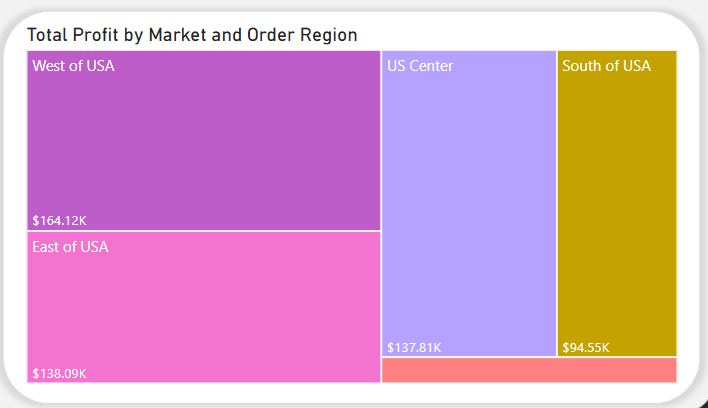 Total Profit by Market and Order Region
West of USA
$164.12K
East of USA
$138.09K
US Center
$137.81K
South of USA
$94.55K